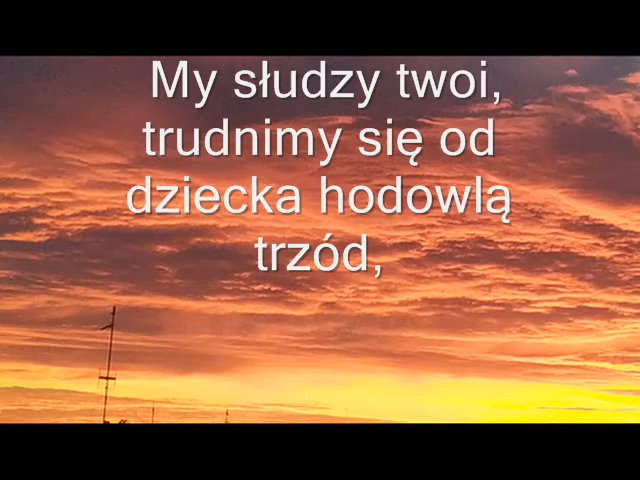 My słudzy twoi,
trudnimy się od
dziecka hodowlą
trzód,